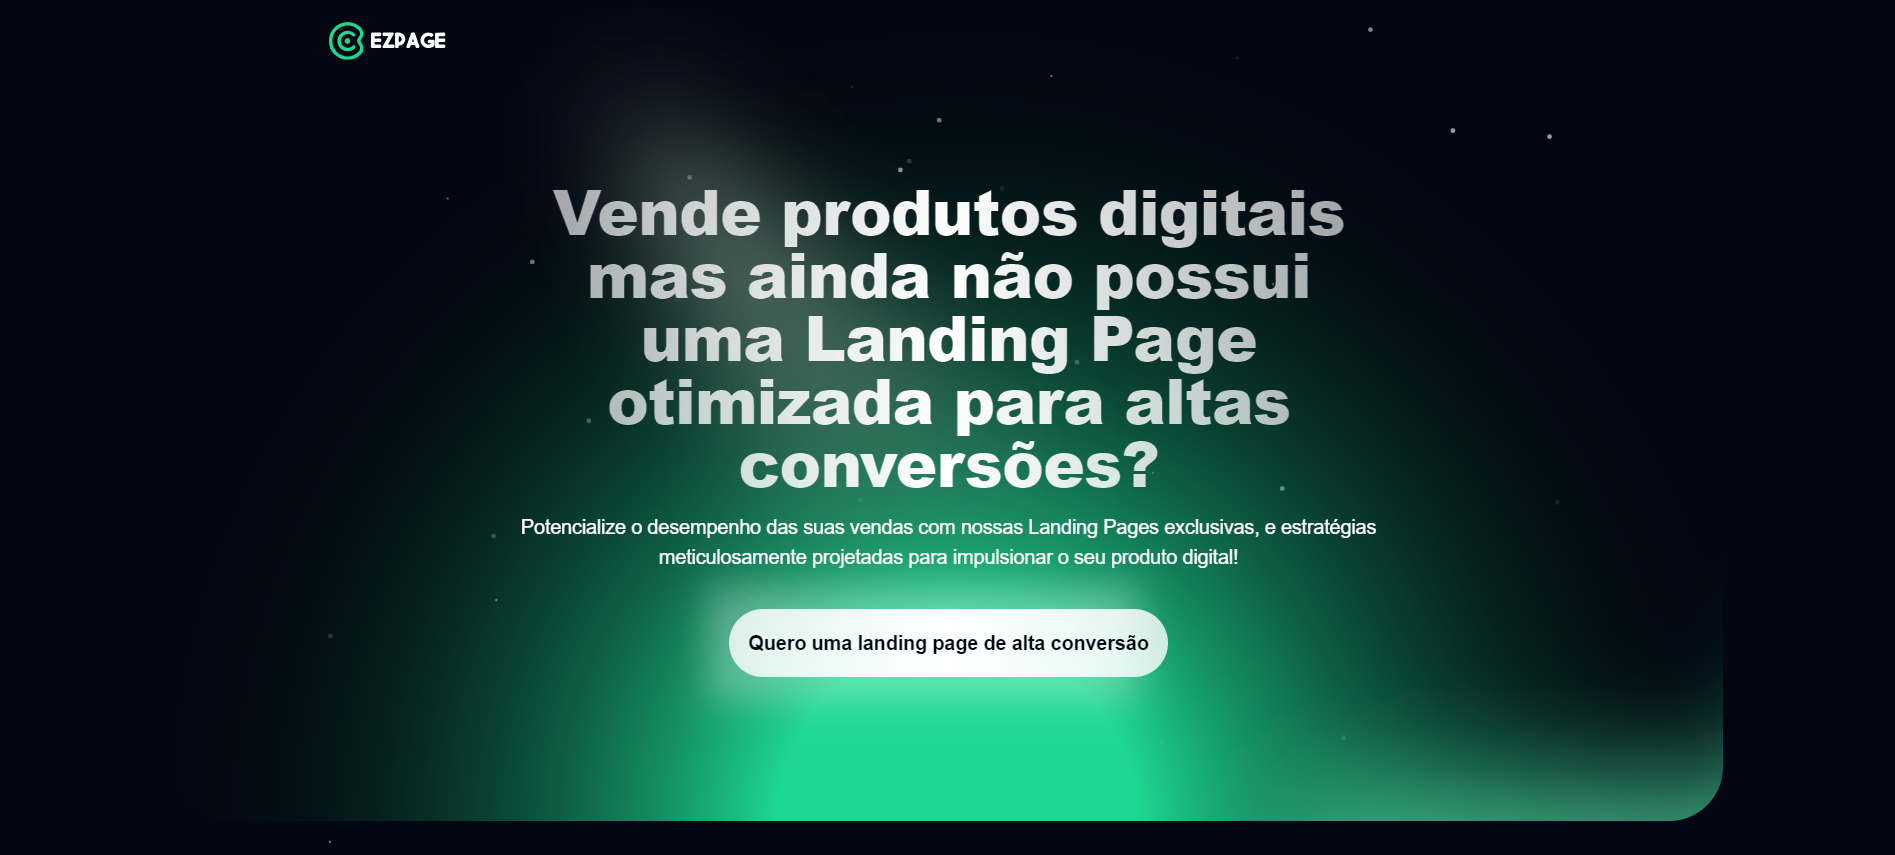 EZPAGE
Vende produtos digitais
mas ainda não possui
uma Landing Page
otimizada para altas
conversões?
Potencialize o desempenho das suas vendas com nossas Landing Pages exclusivas, e estratégias
meticulosamente projetadas para impulsionar o seu produto digital!
Quero uma landing page de alta conversão